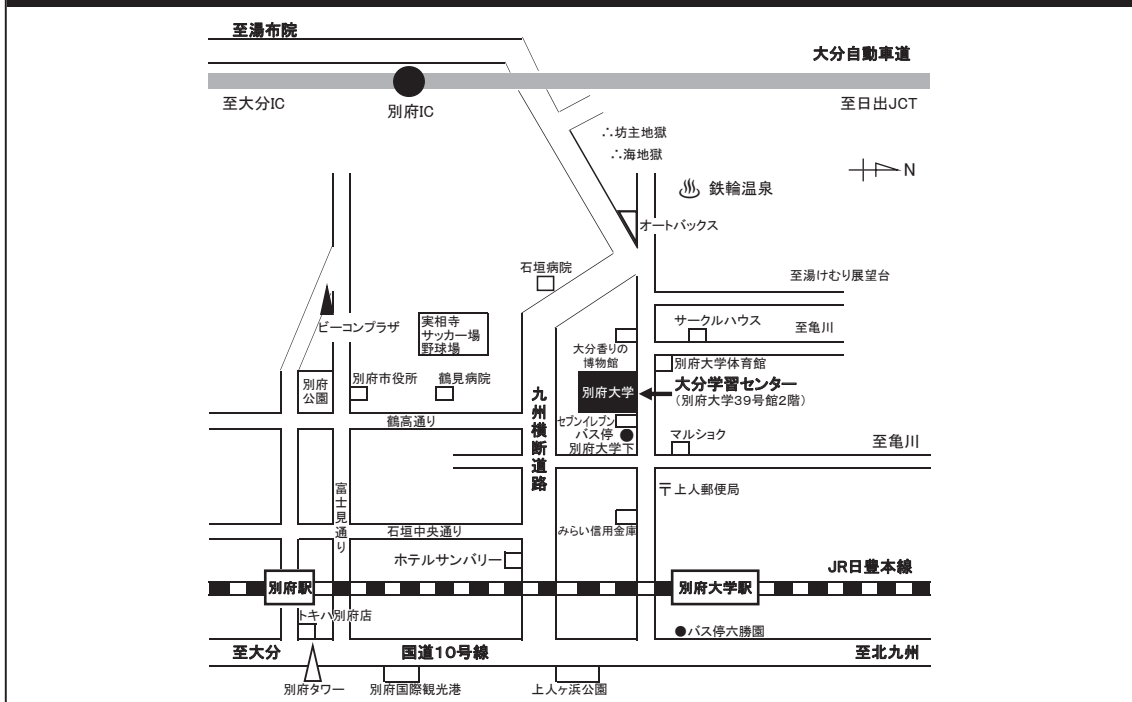 至湯布院
大分自動車道
至大分IC
別府IC
至日出JCT
∴坊主地獄
∴海地獄
N
鉄輪温泉
オートバックス
石垣病院
至湯けむり展望台
ビーコンプラザ
実相寺
サッカー場
野球場
サークルハウス
至亀川
大分香りの
博物館
別府大学体育館
別府
公園
別府市役所
鶴見病院
別府大学
大分学習センター
(別府大学39号館2階)
九州横断道路
鶴高通り
セブンイレブン
バス停
別府大学下
マルショク
至亀川
富士見通り
〒上人郵便局
石垣中央通り
みらい信用金庫
ホテルサンバリー
JR日豊本線
別府駅
別府大学駅
トキハ別府店
●バス停六勝園
至大分
国道10号線
至北九州
別府タワー
別府国際観光港
上人ヶ浜公園